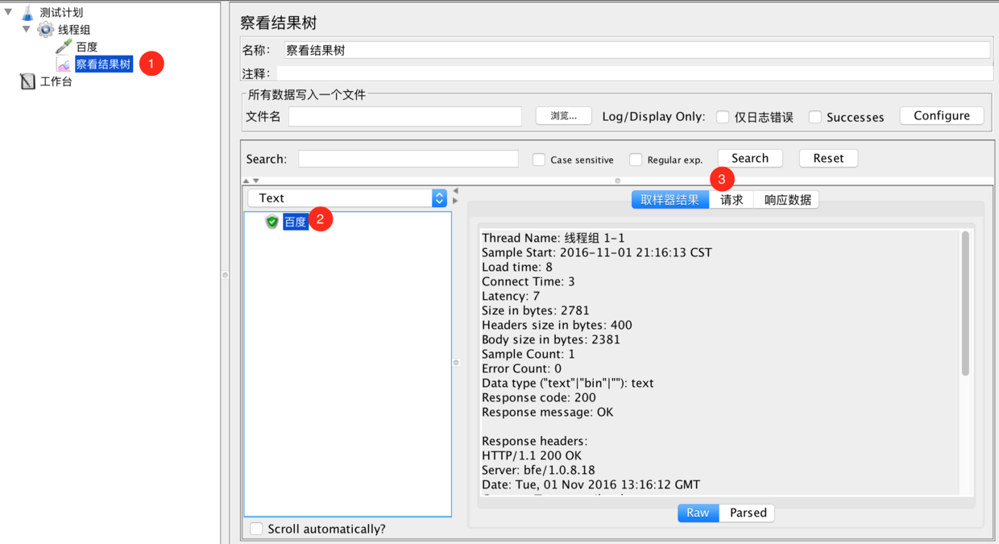 测试计划
线程组
百度
察看结果树 1
工作台
察看结果树
名称： 察看结果树
注释：
所有数据写入一个文件
文件名 浏览... Log/Display Only: 仅日志错误 Successes Configure
Search: Case sensitive Regular exp. Search Reset
3
Text
取样器结果 请求 响应数据
百度 2
Thread Name: 线程组 1-1
Sample Start: 2016-11-01 21:16:13 CST
Load time: 8
Connect Time: 3
Latency: 7
Size in bytes: 2781
Headers size in bytes: 400
Body size in bytes: 2381
Sample Count: 1
Error Count: 0
Data type ("text"|"bin"|""): text
Response code: 200
Response message: OK
Response headers:
HTTP/1.1 200 OK
Server: bfe/1.0.8.18
Date: Tue, 01 Nov 2016 13:16:12 GMT
Raw Parsed
Scroll automatically?